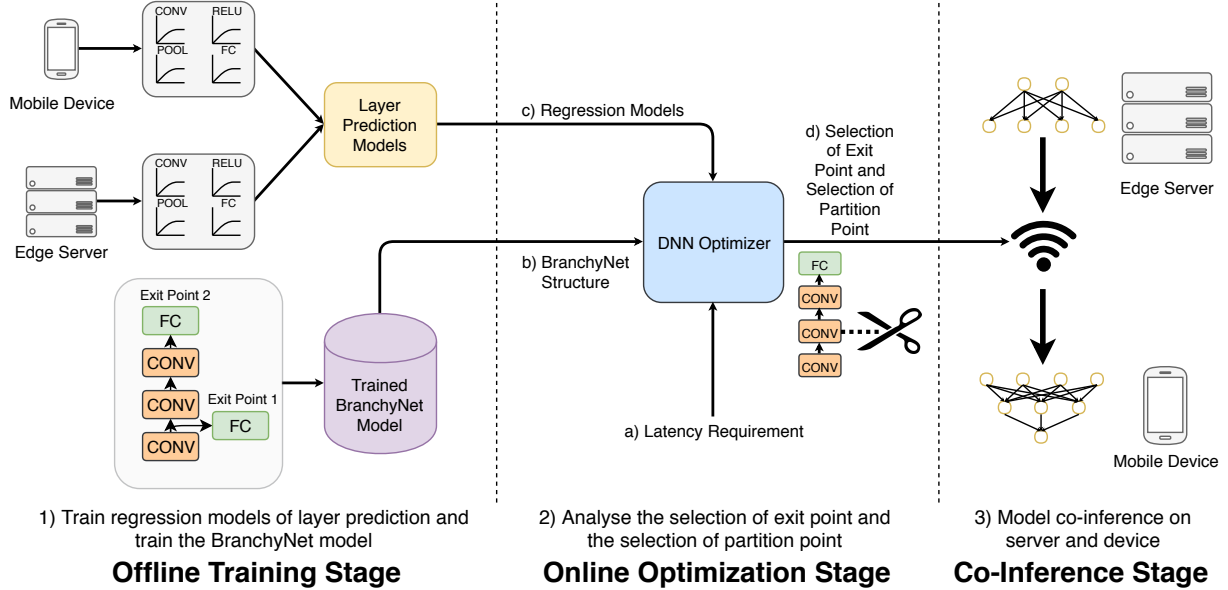 CONV
RELU
POOL
FC
Mobile Device
CONV
RELU
POOL
FC
Edge Server
Layer
Prediction
Models
Exit Point 2
FC
CONV
CONV
Exit Point 1
FC
CONV
Trained
BranchyNet
Model
1) Train regression models of layer prediction and
train the BranchyNet model
Offline Training Stage
c) Regression Models
b) BranchyNet
Structure
DNN Optimizer
a) Latency Requirement
d) Selection
of Exit
Point and
Selection of
Partition
Point
FC
CONV
CONV
CONV
2) Analyse the selection of exit point and
the selection of partition point
Online Optimization Stage
Edge Server
Mobile Device
3) Model co-inference on
server and device
Co-Inference Stage